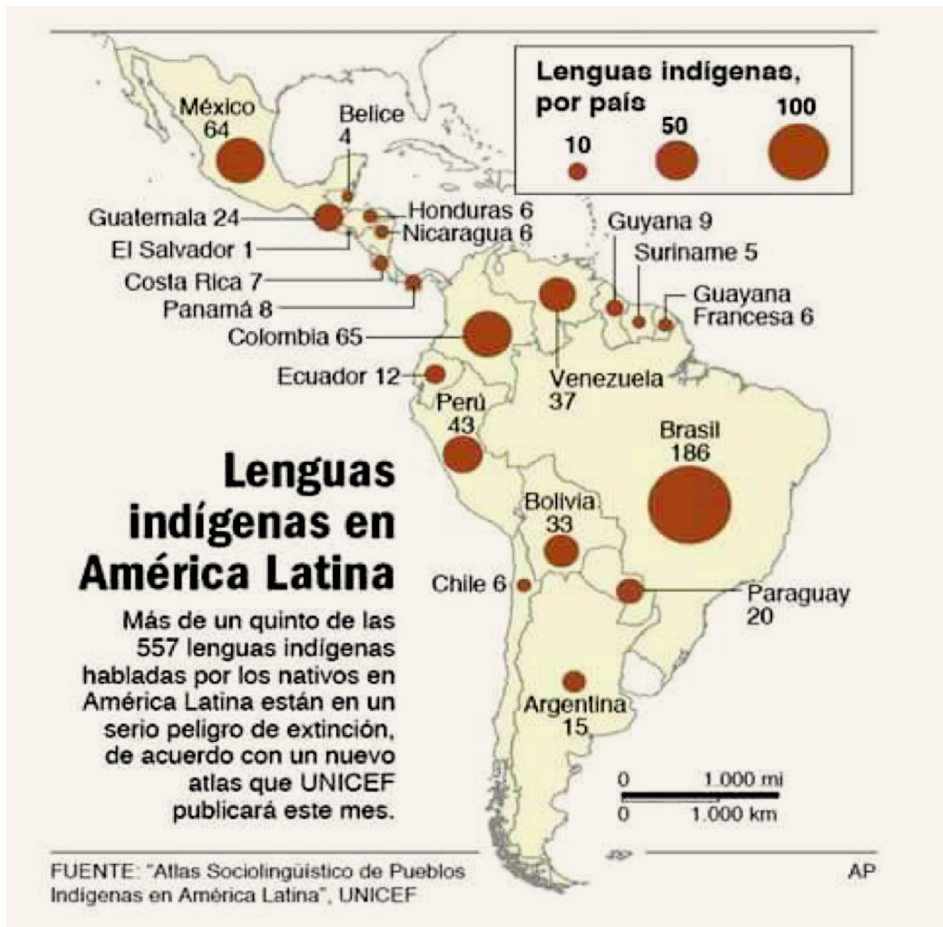 Lenguas indígenas,
por país
10
50
100
México
64
Belice
4
Guatemala 24
Honduras 6
Nicaragua 6
El Salvador 1
Costa Rica 7
Panamá 8
Colombia 65
Guyana 9
Suriname 5
Guayana
Francesa 6
Ecuador 12
Venezuela
37
Perú
43
Brasil
186
Bolivia
33
Chile 6
Paraguay
20
Argentina
15
Lenguas
indígenas en
América Latina
Más de un quinto de las
557 lenguas indígenas
habladas por los nativos en
América Latina están en un
serio peligro de extinción,
de acuerdo con un nuevo
atlas que UNICEF
publicará este mes.
0 1.000 mi
0 1.000 km
FUENTE: "Atlas Sociolingüístico de Pueblos
Indígenas en América Latina", UNICEF
AP